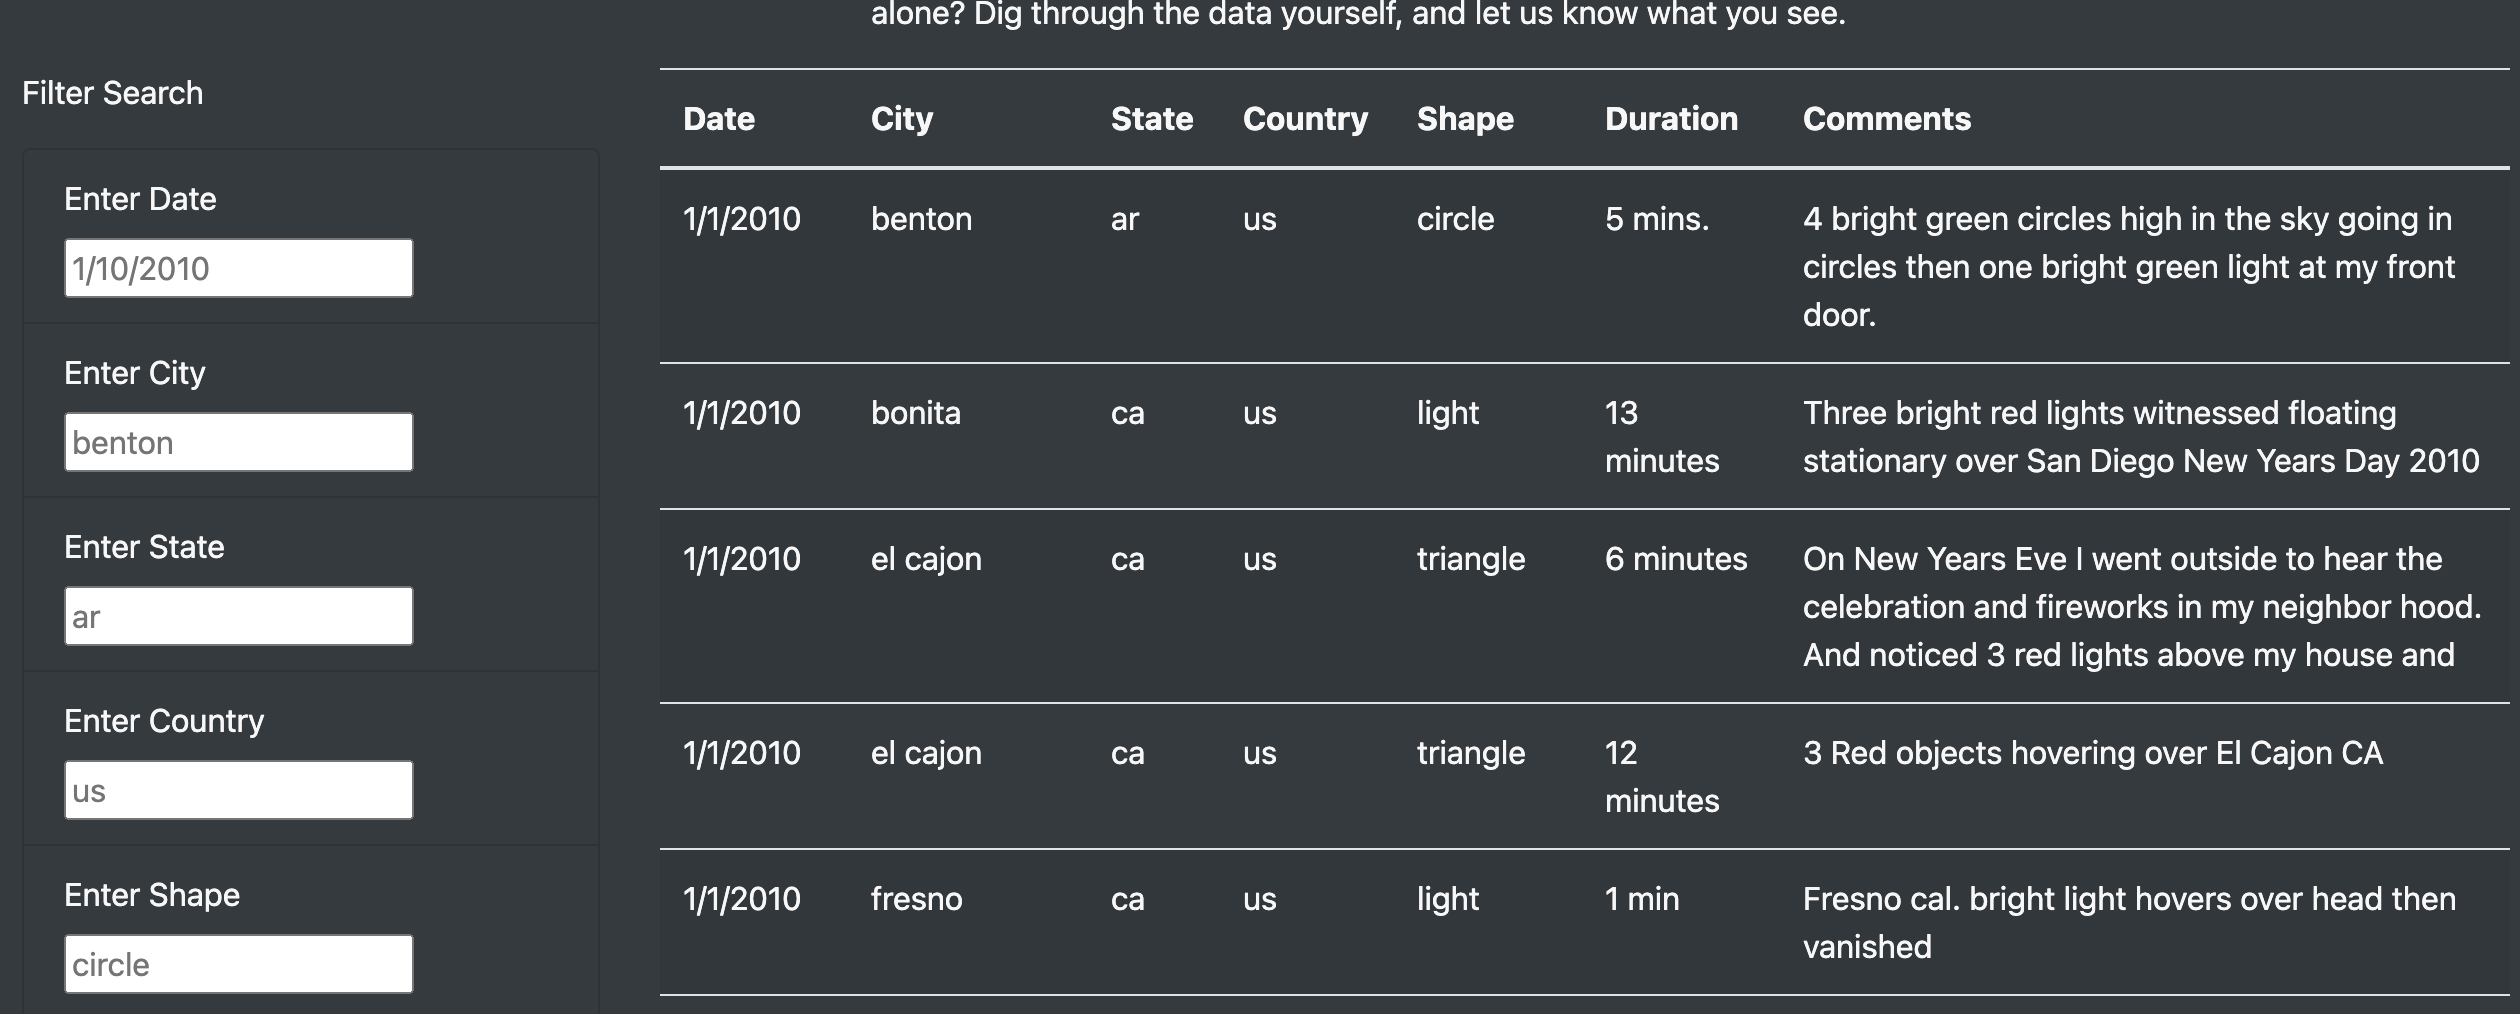 alone? Dig through the data yourself, and let us know what you see.
Filter Search
Enter Date
1/10/2010
Enter City
benton
Enter State
ar
Enter Country
us
Enter Shape
circle
Date City State Country Shape Duration Comments
1/1/2010 benton ar us circle 5 mins. 4 bright green circles high in the sky going in
circles then one bright green light at my front
door.
1/1/2010 bonita ca us light 13 Three bright red lights witnessed floating
minutes stationary over San Diego New Years Day 2010
1/1/2010 el cajon ca us triangle 6 minutes On New Years Eve I went outside to hear the
celebration and fireworks in my neighbor hood.
And noticed 3 red lights above my house and
1/1/2010 el cajon ca us triangle 12 3 Red objects hovering over El Cajon CA
minutes
1/1/2010 fresno ca us light 1 min Fresno cal. bright light hovers over head then
vanished